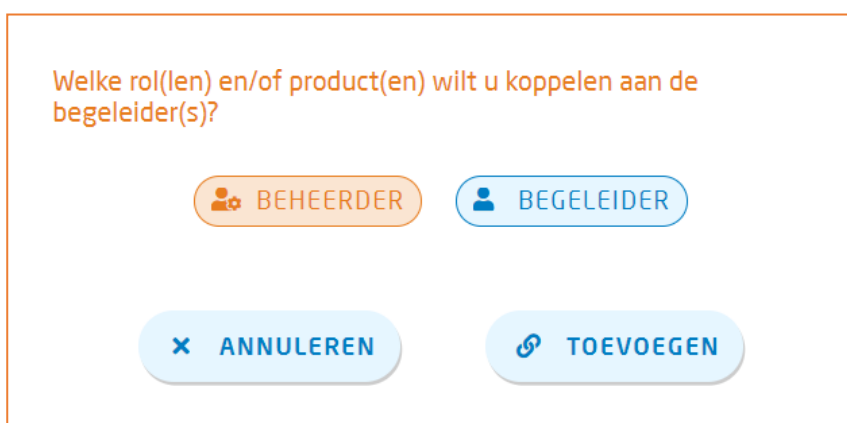 Welke rol(len) en/of product(en) wilt u koppelen aan de
begeleider(s)?
BEHEERDER BEGELEIDER
ANNULEREN TOEVOEGEN